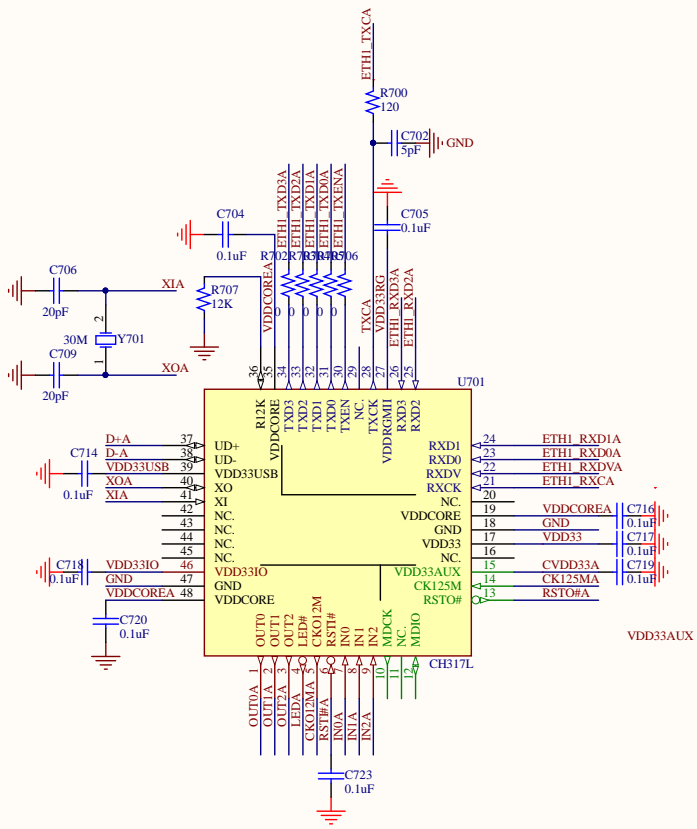 ETH1_TXCA
R700
120
C702
5pF
GND
C704
0.1uF
ETH1_TXD3A
ETH1_TXD2A
ETH1_TXD1A
ETH1_TXD0A
ETH1_TXENA
C705
0.1uF
R702
0 0 0 0 0
C706
20pF
XIA
R707
12K
VDDCOREA
TXCA
VDD33RG
ETH1_RXD3A
ETH1_RXD2A
30M
2
1
Y701
C709
20pF
XOA
36 35 34 33 32 31 30 29 28 27 26 25
U701
R12K
VDDCORE
TXD3
TXD2
TXD1
TXD0
TXEN
NC.
TXCK
VDDRGMII
RXD3
RXD2
D+A 37 UD+
D-A 38 UD-
VDD33USB 39 VDD33USB
XOA 40 XO
XIA 41 XI
42 NC.
43 NC.
44 NC.
45 NC.
VDD33IO 46 VDD33IO
GND 47 GND
VDDCOREA 48 VDDCORE
C714
0.1uF
C718
0.1uF
C720
0.1uF
RXD1 24 ETH1_RXD1A
RXD0 23 ETH1_RXD0A
RXDV 22 ETH1_RXDVA
RXCK 21 ETH1_RXCA
NC. 20
VDDCORE 19 VDDCOREA
GND 18 GND
VDD33 17 VDD33
NC. 16
VDD33AUX 15 CVDD33A
CK125M 14 CK125MA
RSTO# 13 RSTO#A
C716
0.1uF
C717
0.1uF
C719
0.1uF
VDD33AUX
OUT0
OUT1
OUT2
LED#
CKO12M
RSTI#
IN0
IN1
IN2
MDCK
NC.
MDIO
CH317L
1 2 3 4 5 6 7 8 9 10 11 12
OUT0A
OUT1A
OUT2A
LEDA
CKO12MA
RSTI#A
IN0A
IN1A
IN2A
C723
0.1uF